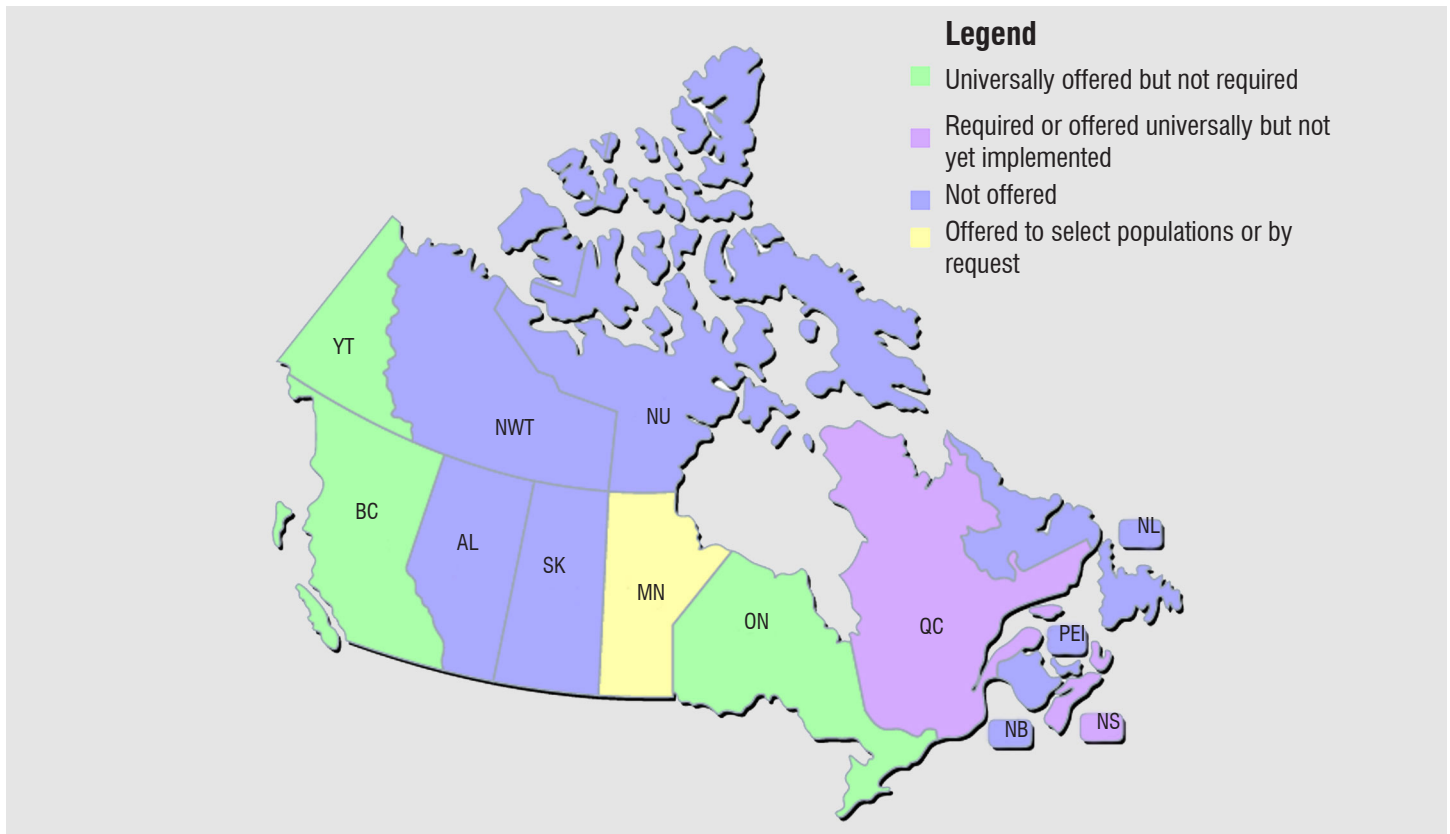 Legend
Universally offered but not required
Required or offered universally but not
yet implemented
Not offered
Offered to select populations or by
request
YT
NWT
NU
BC
AL
SK
MN
ON
QC
NL
PEI
NB
NS